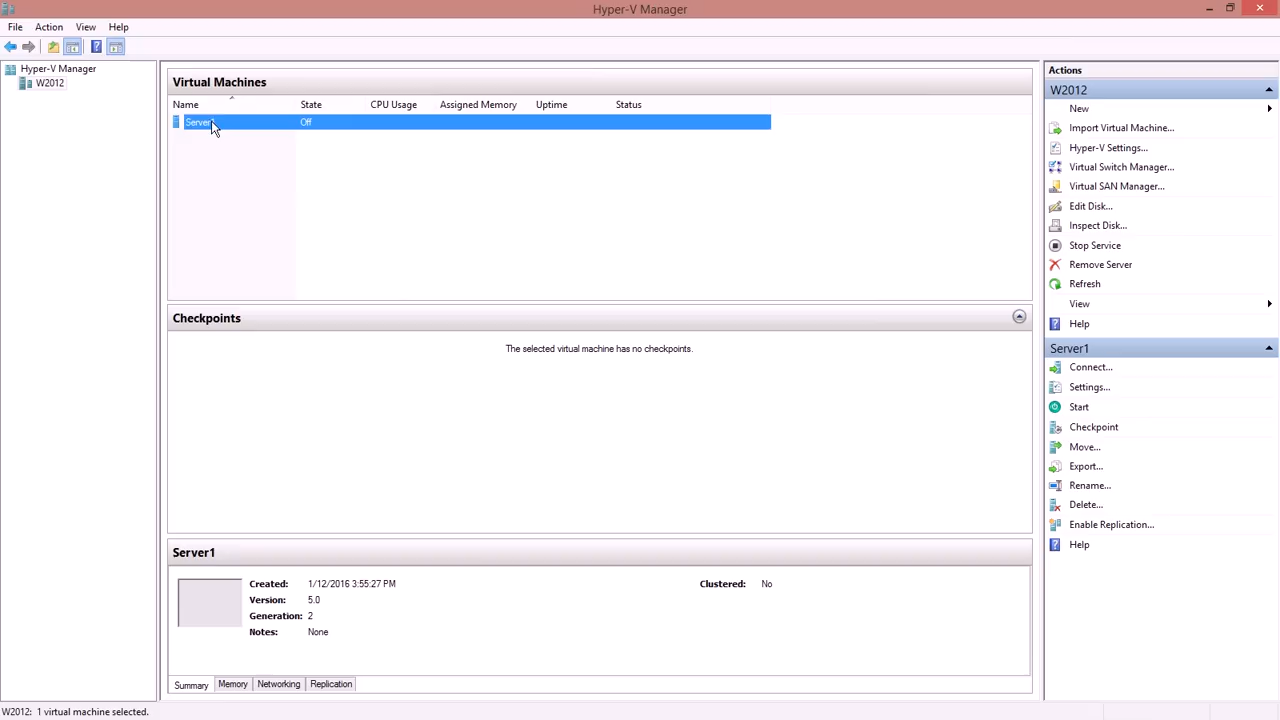 Hyper-V Manager
File Action View Help
Hyper-V Manager
W2012
Virtual Machines
Name State CPU Usage Assigned Memory Uptime Status
Server1 Off
Checkpoints
The selected virtual machine has no checkpoints.
Server1
Created: 1/12/2016 3:55:27 PM Clustered: No
Version: 5.0
Generation: 2
Notes: None
Summary Memory Networking Replication
Actions
W2012
New
Import Virtual Machine...
Hyper-V Settings...
Virtual Switch Manager...
Virtual SAN Manager...
Edit Disk...
Inspect Disk...
Stop Service
Remove Server
Refresh
View
Help
Server1
Connect...
Settings...
Start
Checkpoint
Move...
Export...
Rename...
Delete...
Enable Replication...
Help
W2012: 1 virtual machine selected.